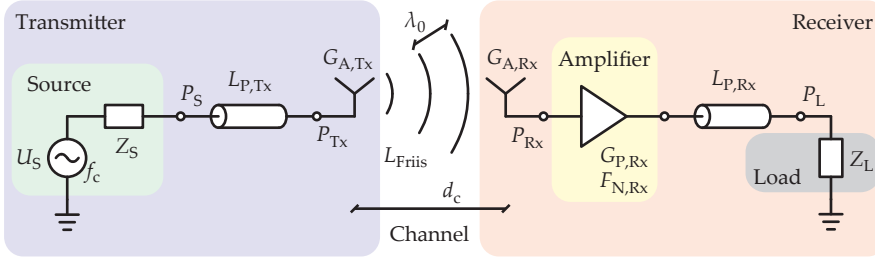 Transmitter
λ0
Receiver
Source
PS
LP,Tx
GA,Tx
GA,Rx
Amplifier
LP,Rx
PL
US
fc
ZS
PTx
LFriis
PRx
GP,Rx
FN,Rx
ZL
Load
dc
Channel